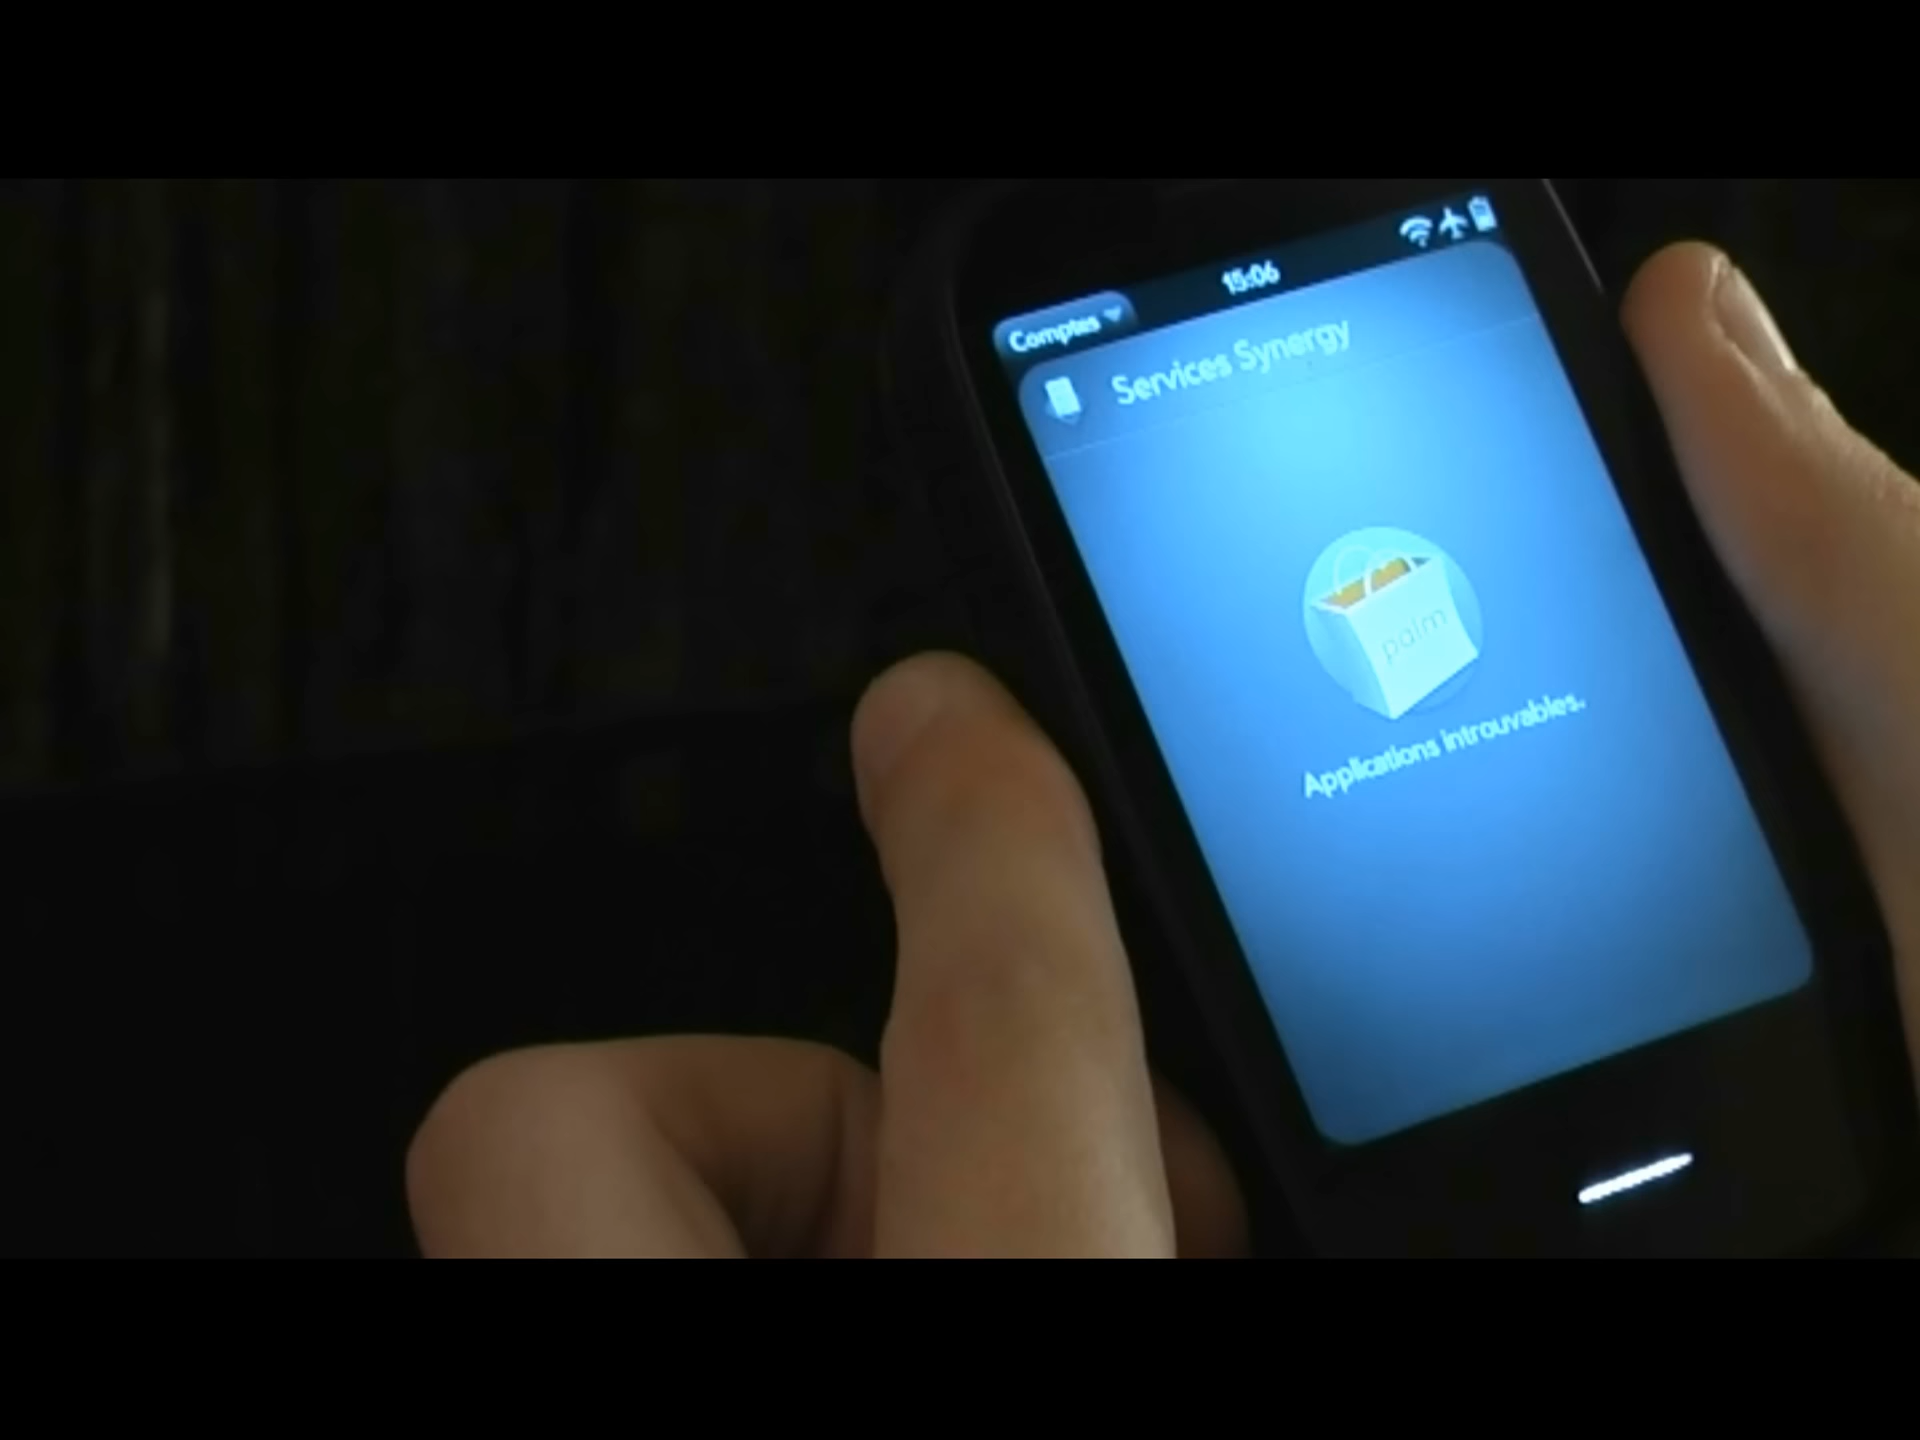 15:06
Comptes
Services Synergy
palm
Applications introuvables.